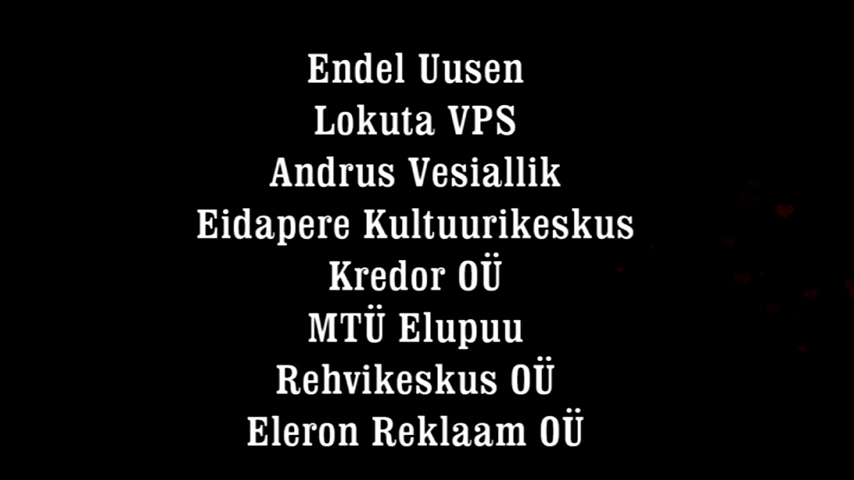 Endel Uusen
Lokuta VPS
Andrus Vesiallik
Eidapere Kultuurikeskus
Kredor OÜ
MTÜ Elupuu
Rehvikeskus OÜ
Eleron Reklaam OÜ